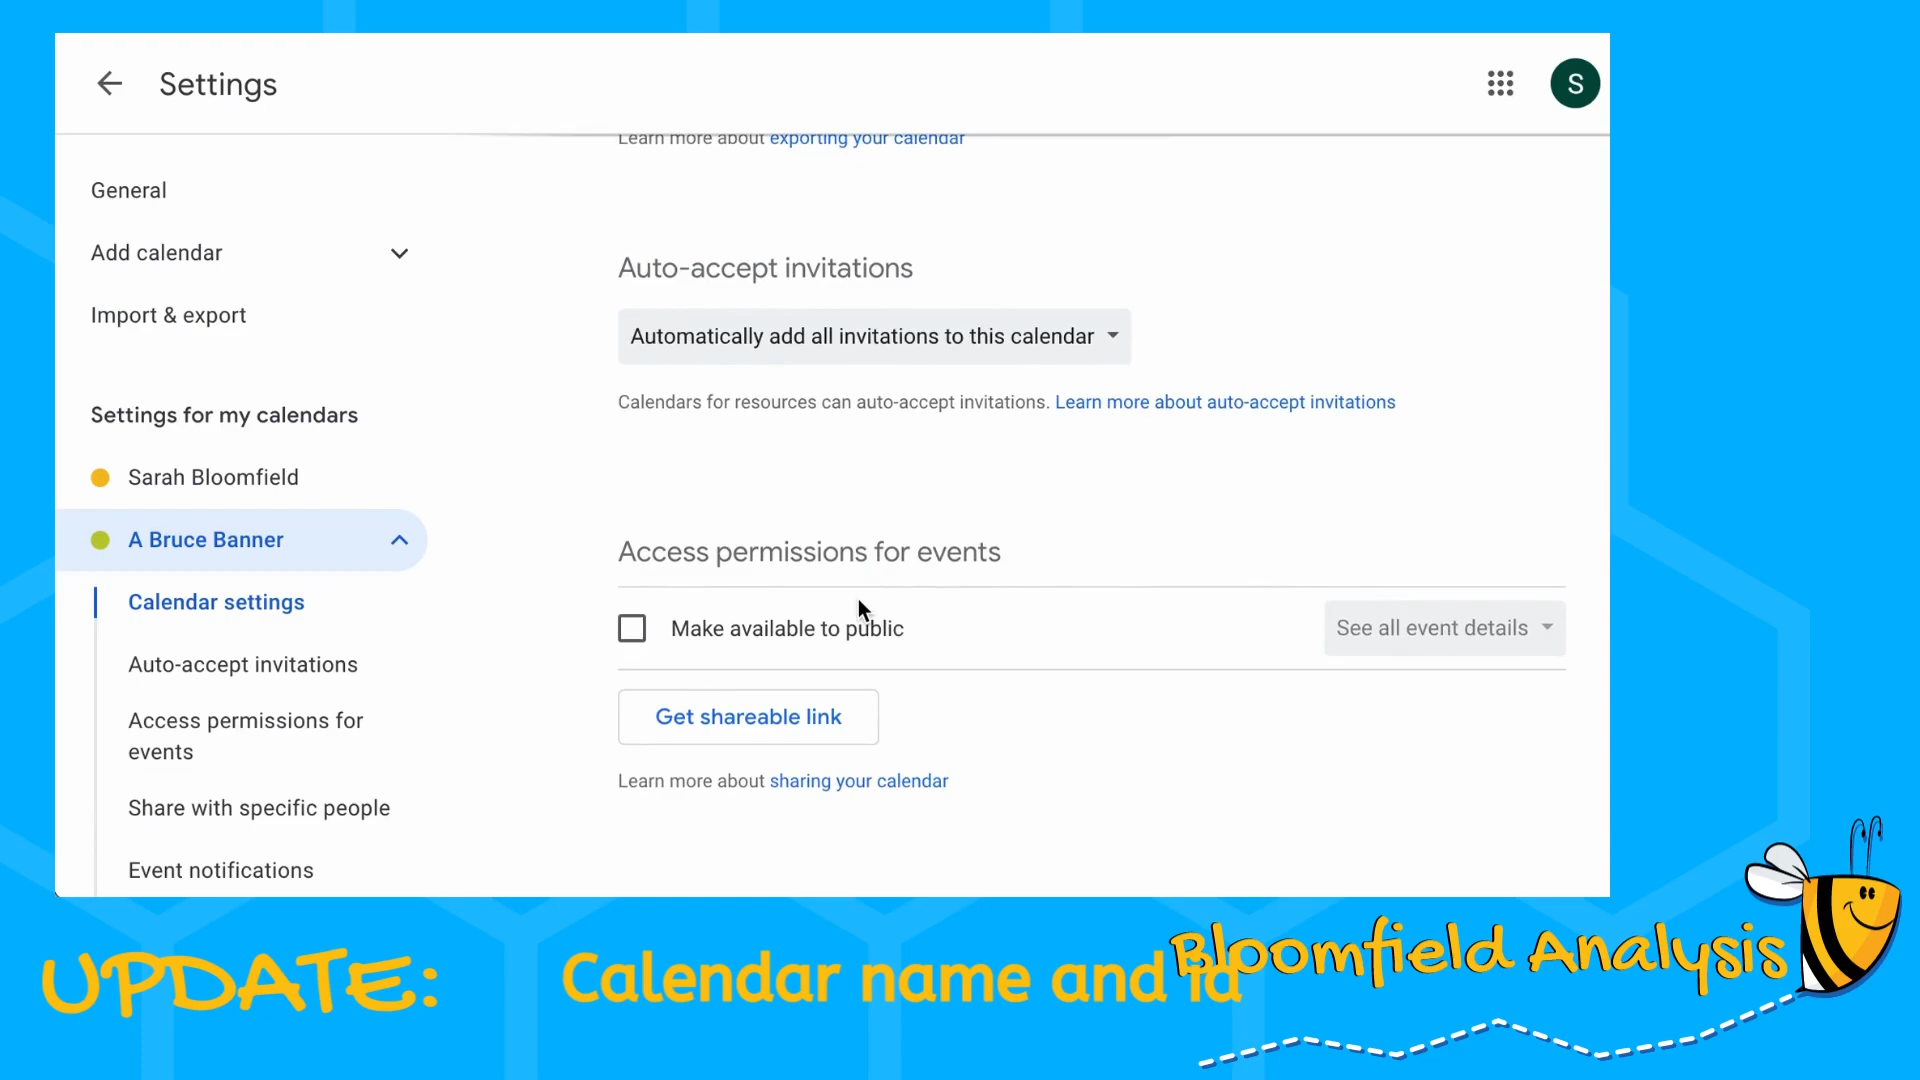 Settings
S
Learn more about exporting your calendar
General
Add calendar
Import & export
Settings for my calendars
Sarah Bloomfield
A Bruce Banner
Calendar settings
Auto-accept invitations
Access permissions for
events
Share with specific people
Event notifications
Auto-accept invitations
Automatically add all invitations to this calendar
Calendars for resources can auto-accept invitations. Learn more about auto-accept invitations
Access permissions for events
Make available to public
See all event details
Get shareable link
Learn more about sharing your calendar
UPDATE:
Calendar name and id
Bloomfield Analysis